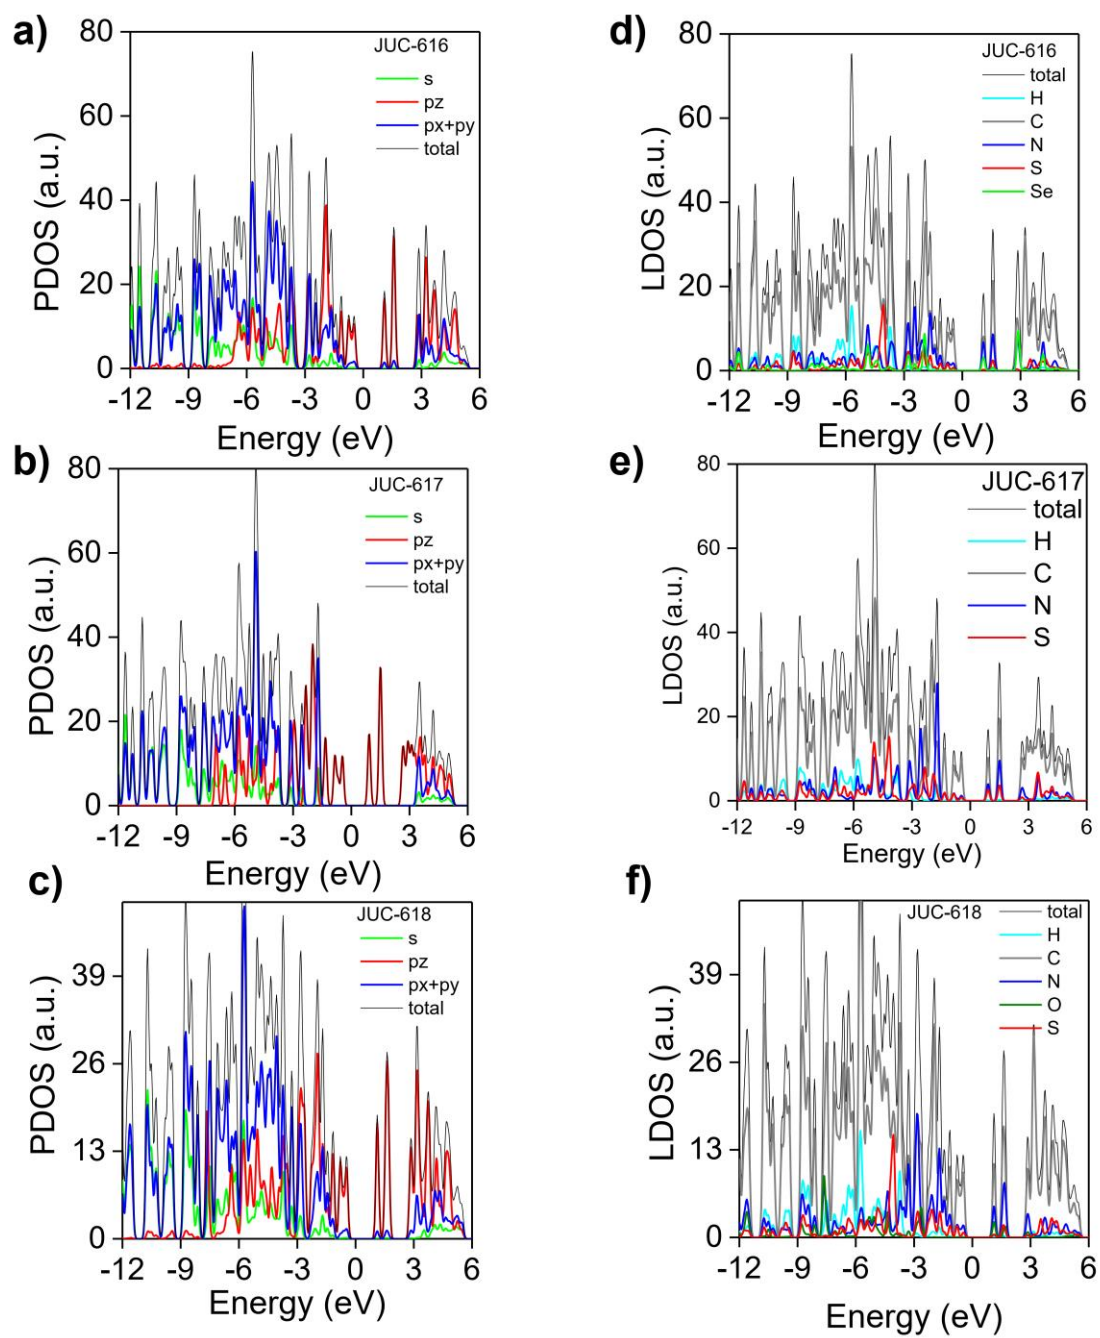 a)
JUC-616
s
pz
px+py
total
80
60
40
20
0
PDOS (a.u.)
-12 -9 -6 -3 0 3 6
Energy (eV)
d)
JUC-616
total
H
C
N
S
Se
80
60
40
20
0
LDOS (a.u.)
-12 -9 -6 -3 0 3 6
Energy (eV)
b)
JUC-617
s
pz
px+py
total
80
60
40
20
0
PDOS (a.u.)
-12 -9 -6 -3 0 3 6
Energy (eV)
e)
JUC-617
total
H
C
N
S
80
60
40
20
0
LDOS (a.u.)
-12 -9 -6 -3 0 3 6
Energy (eV)
c)
JUC-618
s
pz
px+py
total
39
26
13
0
PDOS (a.u.)
-12 -9 -6 -3 0 3 6
Energy (eV)
f)
JUC-618
total
H
C
N
O
S
39
26
13
0
LDOS (a.u.)
-12 -9 -6 -3 0 3 6
Energy (eV)